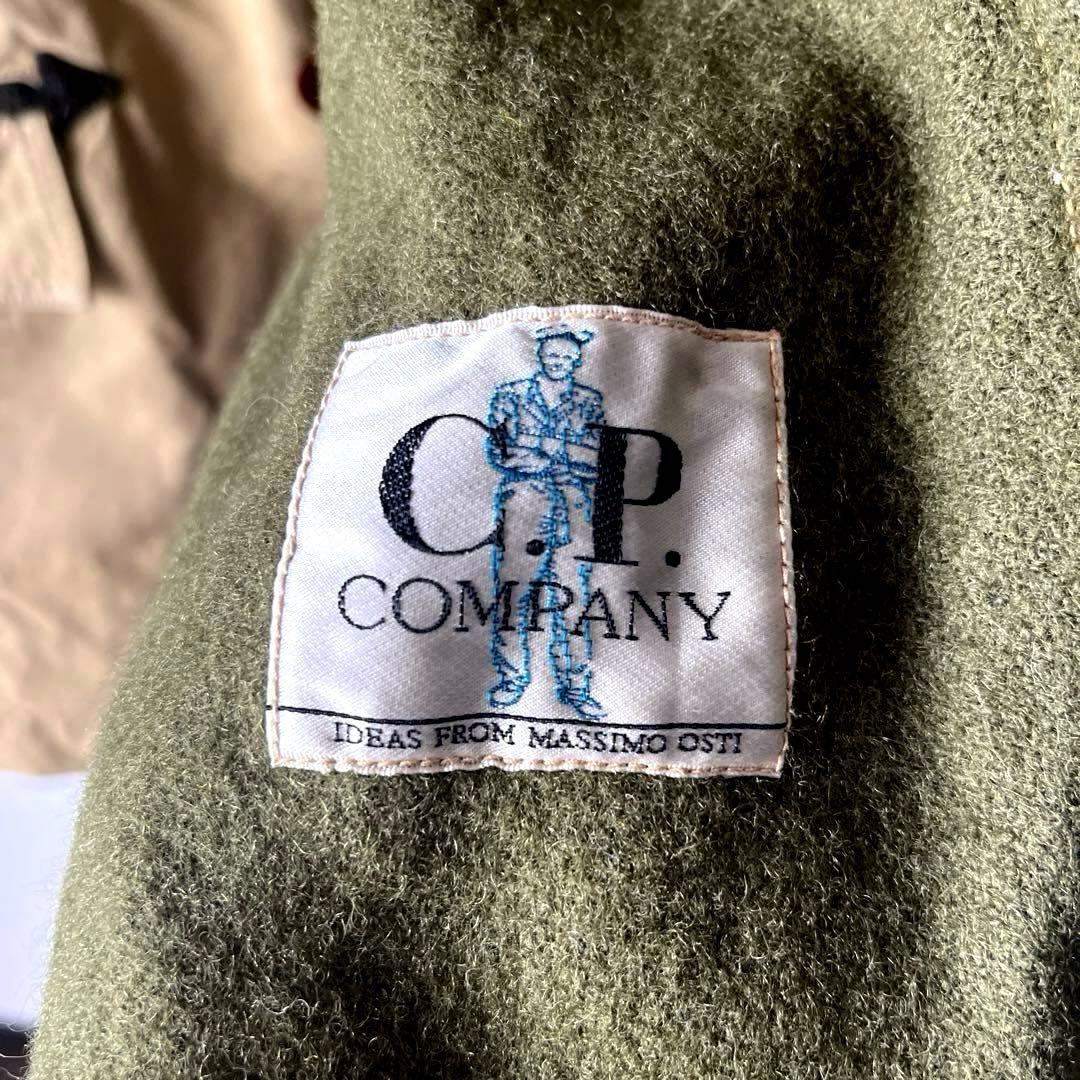 C.P.
COMPANY
IDEAS FROM MASSIMO OSTI